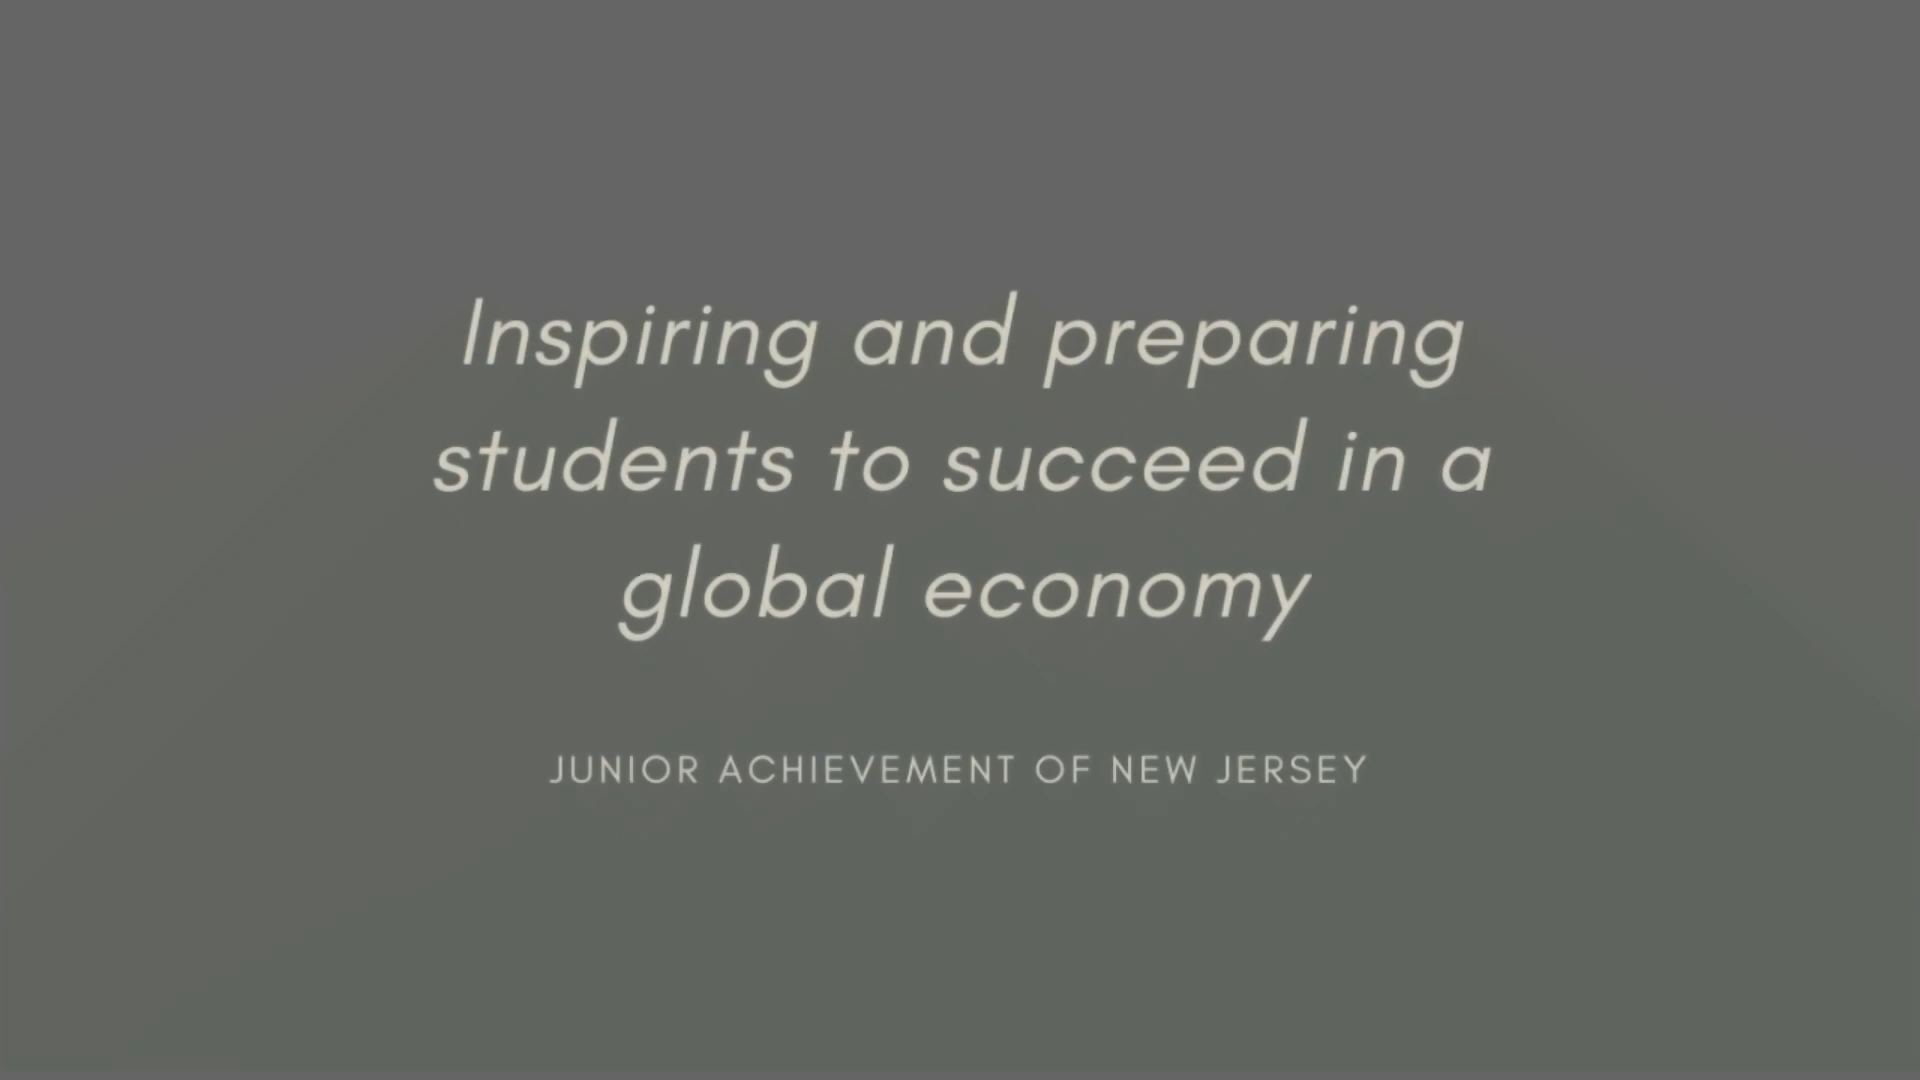 Inspiring and preparing
students to succeed in a
global economy
JUNIOR ACHIEVEMENT OF NEW JERSEY